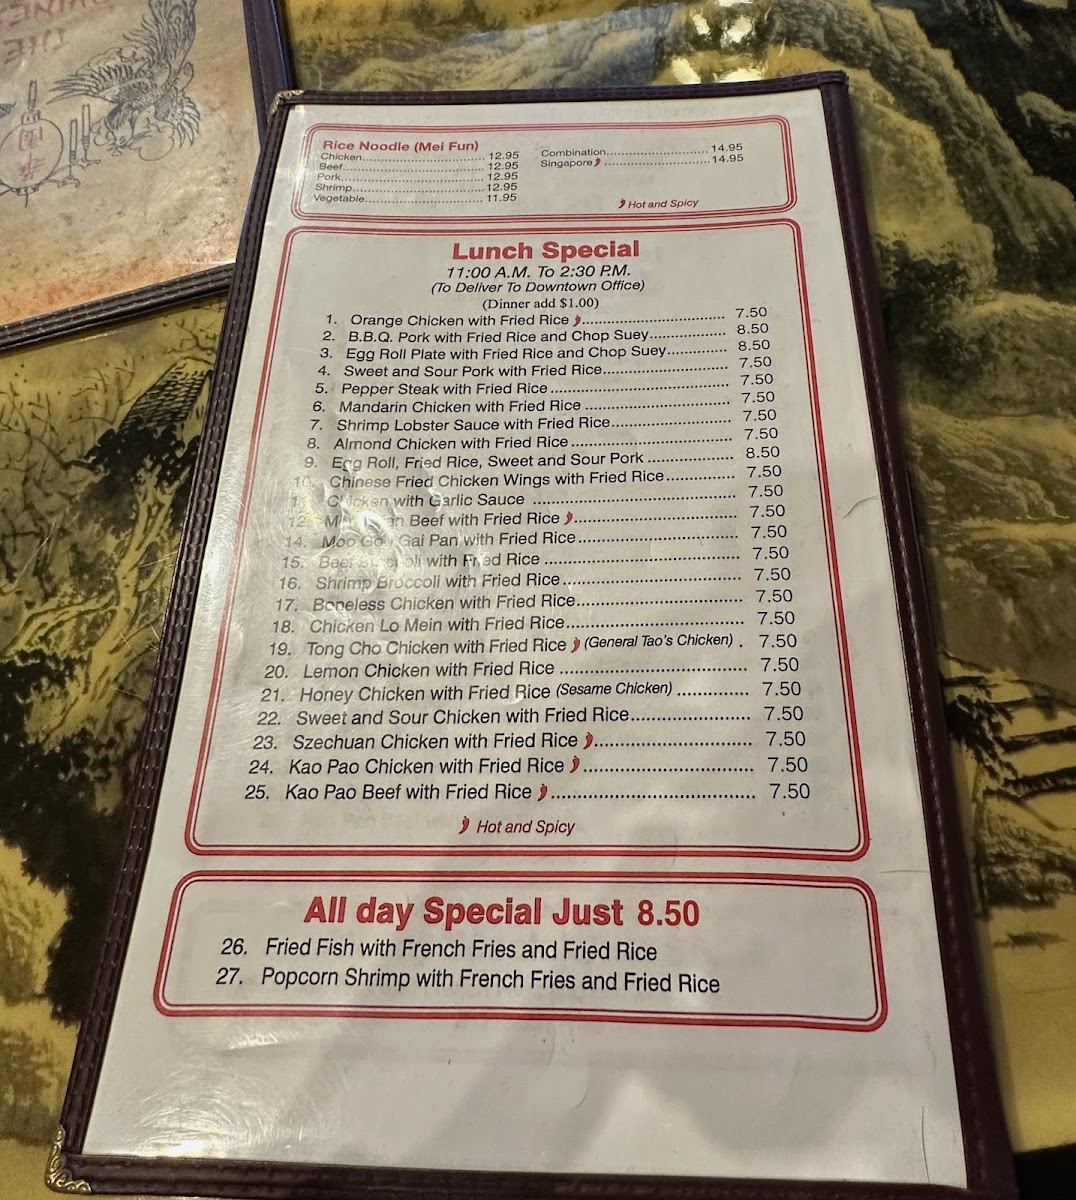 Rice Noodle (Mei Fun)
Chicken.................................. 12.95
Beef....................................... 12.95
Pork....................................... 12.95
Shrimp................................... 12.95
Vegetable.............................. 11.95
Combination.......................... 14.95
Singapore .......................... 14.95
Hot and Spicy
Lunch Special
11:00 A.M. To 2:30 P.M.
(To Deliver To Downtown Office)
(Dinner add $1.00)
1. Orange Chicken with Fried Rice .............................. 7.50
2. B.B.Q. Pork with Fried Rice and Chop Suey............... 8.50
3. Egg Roll Plate with Fried Rice and Chop Suey............. 8.50
4. Sweet and Sour Pork with Fried Rice.......................... 7.50
5. Pepper Steak with Fried Rice ..................................... 7.50
6. Mandarin Chicken with Fried Rice .............................. 7.50
7. Shrimp Lobster Sauce with Fried Rice........................ 7.50
8. Almond Chicken with Fried Rice ................................. 7.50
9. Egg Roll, Fried Rice, Sweet and Sour Pork .................. 8.50
10. Chinese Fried Chicken Wings with Fried Rice.............. 7.50
Chicken with Garlic Sauce ......................................... 7.50
12. Beef with Fried Rice ................................. 7.50
14. Moo Goo Gai Pan with Fried Rice................................ 7.50
15. Beef Broccoli with Fried Rice ..................................... 7.50
16. Shrimp Broccoli with Fried Rice................................... 7.50
17. Boneless Chicken with Fried Rice................................ 7.50
18. Chicken Lo Mein with Fried Rice.................................. 7.50
19. Tong Cho Chicken with Fried Rice (General Tao's Chicken) . 7.50
20. Lemon Chicken with Fried Rice ................................... 7.50
21. Honey Chicken with Fried Rice (Sesame Chicken) ............. 7.50
22. Sweet and Sour Chicken with Fried Rice...................... 7.50
23. Szechuan Chicken with Fried Rice ............................. 7.50
24. Kao Pao Chicken with Fried Rice ............................... 7.50
25. Kao Pao Beef with Fried Rice ..................................... 7.50
Hot and Spicy
All day Special Just 8.50
26. Fried Fish with French Fries and Fried Rice
27. Popcorn Shrimp with French Fries and Fried Rice